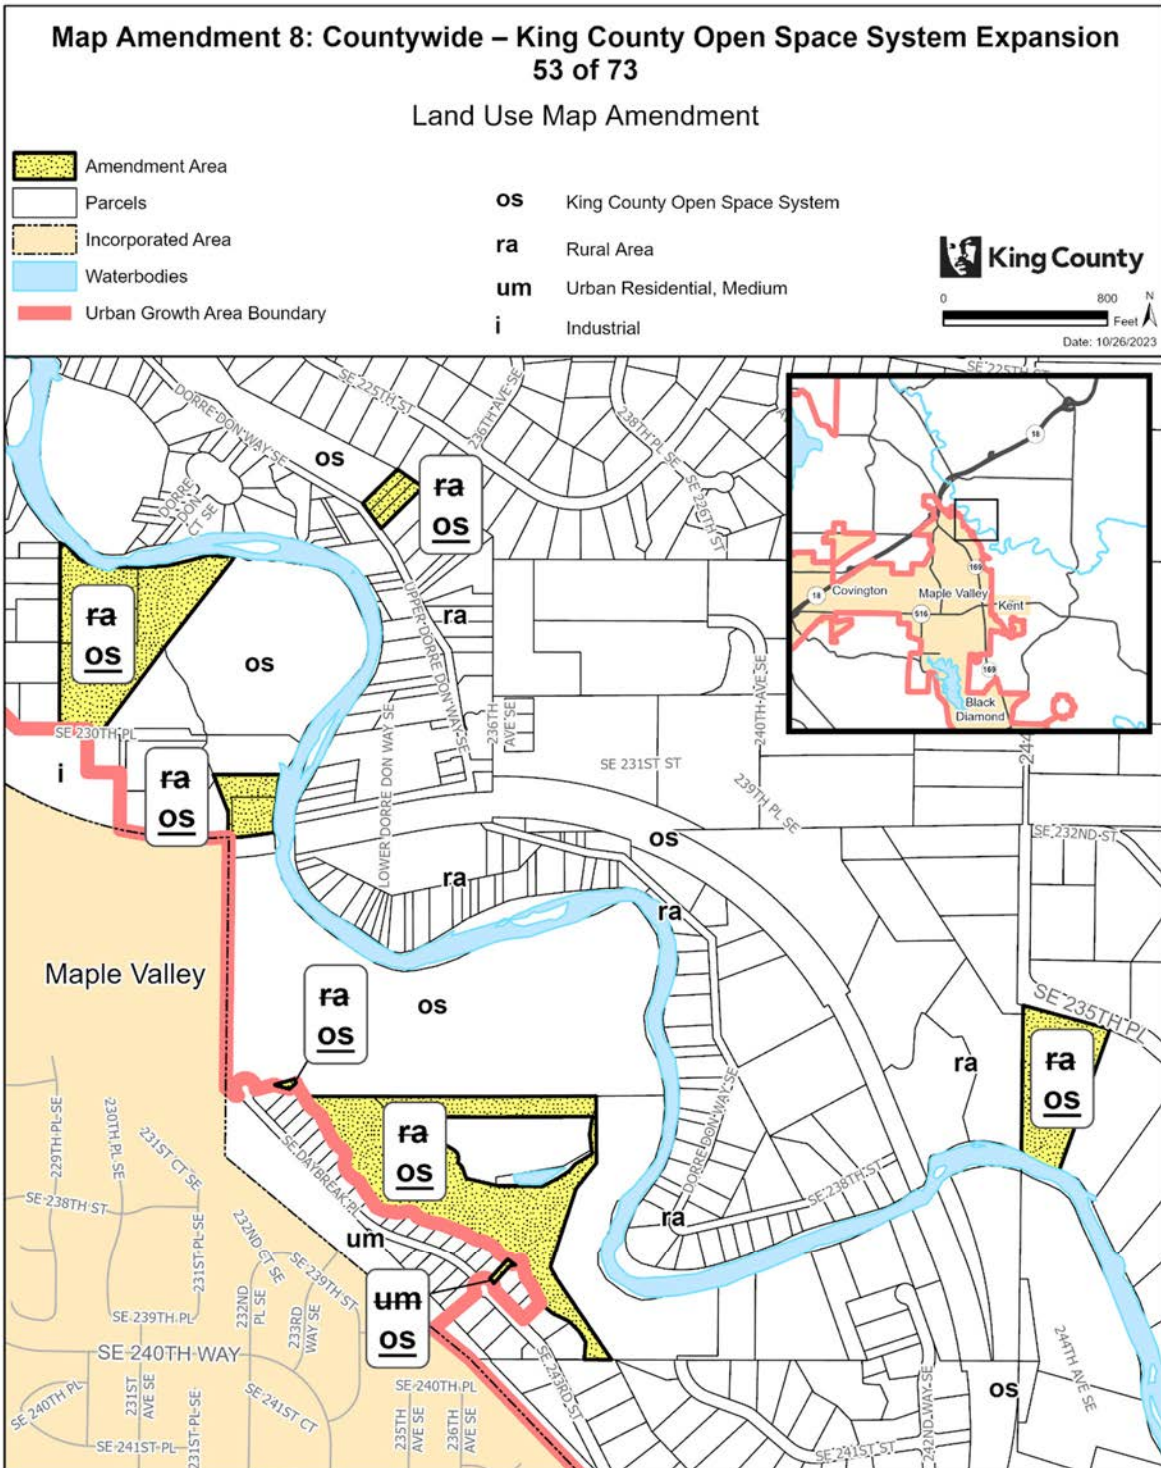 Map Amendment 8: Countywide – King County Open Space System Expansion
53 of 73
Land Use Map Amendment
Amendment Area
Parcels
Incorporated Area
Waterbodies
Urban Growth Area Boundary
os King County Open Space System
ra Rural Area
um Urban Residential, Medium
i Industrial
King County
0 800
Feet
N
Date: 10/26/2023
SE 225TH ST
SE 225TH ST
DORRE DON WAY SE
236TH AVE SE
238TH PL SE
SE 226TH ST
DORRE
DON
CT SE
os
ra
os
18
169
Covington
Maple Valley
18
516
Kent
169
Black
Diamond
ra
os
os
UPPER DORRE DON WAY SE
ra
236TH
AVE SE
240TH AVE SE
SE 230TH PL
i
ra
os
LOWER DORRE DON WAY SE
SE 231ST ST
239TH PL SE
244
SE 232ND ST
os
ra
ra
Maple Valley
ra
os
os
SE 235TH PL
ra
ra
os
229TH PL SE
230TH PL SE
231ST CT SE
SE 238TH ST
231ST PL SE
SE DAYBREAK PL
ra
os
DORRE DON WAY SE
SE 238TH ST
ra
um
232ND CT SE
SE 239TH ST
232ND
PL SE
233RD
WAY SE
SE 239TH PL
um
os
SE 240TH WAY
SE 240TH PL
231ST
AVE SE
231ST PL SE
SE 241ST CT
SE 241ST PL
SE 240TH PL
235TH
AVE SE
236TH
AVE SE
SE 243RD ST
SE 241ST ST
242ND WAY SE
os
244TH AVE SE